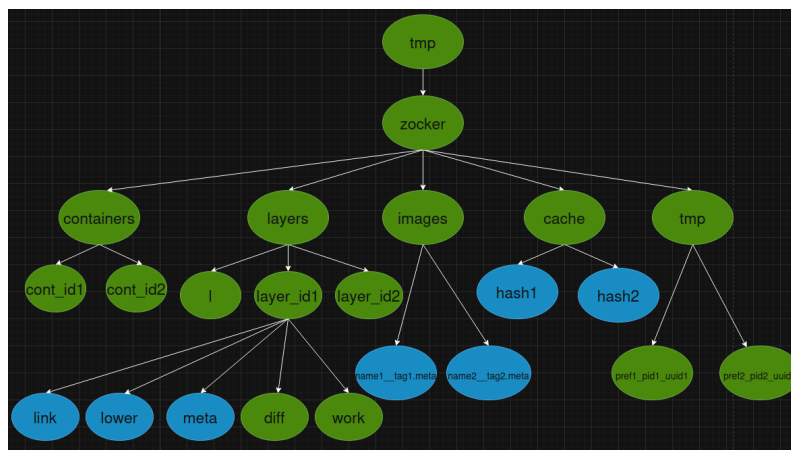 tmp
zocker
containers
layers
images
cache
tmp
cont_id1
cont_id2
l
layer_id1
layer_id2
hash1
hash2
name1__tag1.meta
name2__tag2.meta
pref1_pid1_uuid1
pref2_pid2_uuid
link
lower
meta
diff
work